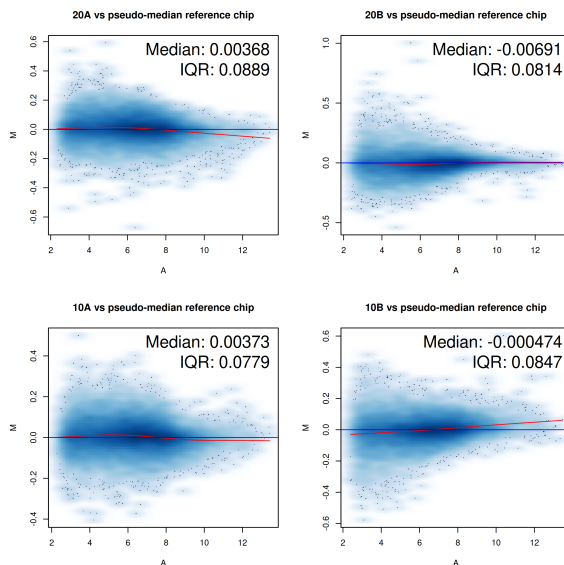 20A vs pseudo-median reference chip
Median: 0.00368
IQR: 0.0889
M
0.6
0.4
0.2
0.0
-0.2
-0.4
-0.6
2 4 6 8 10 12
A
20B vs pseudo-median reference chip
Median: -0.00691
IQR: 0.0814
M
1.0
0.5
0.0
-0.5
2 4 6 8 10 12
A
10A vs pseudo-median reference chip
Median: 0.00373
IQR: 0.0779
M
0.4
0.2
0.0
-0.2
-0.4
2 4 6 8 10 12
A
10B vs pseudo-median reference chip
Median: -0.000474
IQR: 0.0847
M
0.6
0.4
0.2
0.0
-0.2
-0.4
-0.6
2 4 6 8 10 12
A